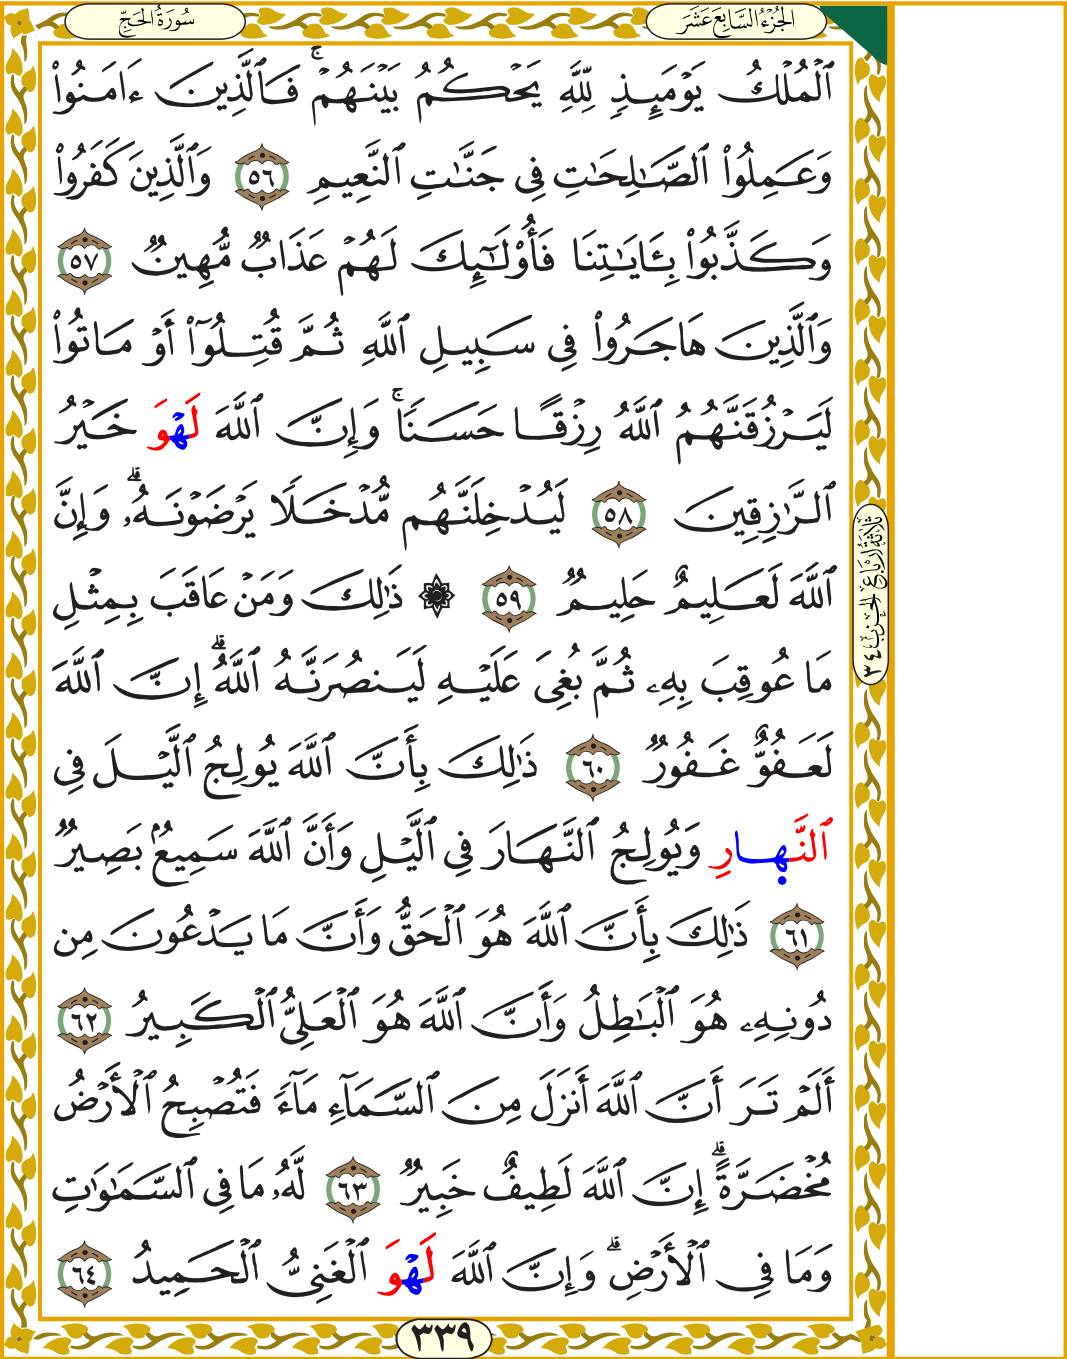 الجُزْءُ السَّابِعَ عَشَرَ
سُورَةُ الحَجِّ
ٱلۡمُلۡكُ يَوۡمَئِذٖ لِّلَّهِ يَحۡكُمُ بَيۡنَهُمۡۚ فَٱلَّذِينَ ءَامَنُواْ
وَعَمِلُواْ ٱلصَّٰلِحَٰتِ فِي جَنَّٰتِ ٱلنَّعِيمِ ٥٦ وَٱلَّذِينَ كَفَرُواْ
وَكَذَّبُواْ بِـَٔايَٰتِنَا فَأُوْلَٰٓئِكَ لَهُمۡ عَذَابٞ مُّهِينٞ ٥٧
وَٱلَّذِينَ هَاجَرُواْ فِي سَبِيلِ ٱللَّهِ ثُمَّ قُتِلُوٓاْ أَوۡ مَاتُواْ
لَيَرۡزُقَنَّهُمُ ٱللَّهُ رِزۡقًا حَسَنٗاۚ وَإِنَّ ٱللَّهَ لَهۡوَ خَيۡرُ
ٱلرَّٰزِقِينَ ٥٨ لَيُدۡخِلَنَّهُم مُّدۡخَلٗا يَرۡضَوۡنَهُۥۗ وَإِنَّ
ٱللَّهَ لَعَلِيمٌ حَلِيمٞ ٥٩ ۞ ذَٰلِكَ وَمَنۡ عَاقَبَ بِمِثۡلِ
مَا عُوقِبَ بِهِۦ ثُمَّ بُغِيَ عَلَيۡهِ لَيَنصُرَنَّهُ ٱللَّهُۗ إِنَّ ٱللَّهَ
لَعَفُوٌّ غَفُورٞ ٦٠ ذَٰلِكَ بِأَنَّ ٱللَّهَ يُولِجُ ٱلَّيۡلَ فِي
ٱلنَّهارِ وَيُولِجُ ٱلنَّهَارَ فِي ٱلَّيۡلِ وَأَنَّ ٱللَّهَ سَمِيعُۢ بَصِيرٞ
٦١ ذَٰلِكَ بِأَنَّ ٱللَّهَ هُوَ ٱلۡحَقُّ وَأَنَّ مَا يَدۡعُونَ مِن
دُونِهِۦ هُوَ ٱلۡبَٰطِلُ وَأَنَّ ٱللَّهَ هُوَ ٱلۡعَلِيُّ ٱلۡكَبِيرُ ٦٢
أَلَمۡ تَرَ أَنَّ ٱللَّهَ أَنزَلَ مِنَ ٱلسَّمَآءِ مَآءٗ فَتُصۡبِحُ ٱلۡأَرۡضُ
مُخۡضَرَّةًۗ إِنَّ ٱللَّهَ لَطِيفٌ خَبِيرٞ ٦٣ لَّهُۥ مَا فِي ٱلسَّمَٰوَٰتِ
وَمَا فِي ٱلۡأَرۡضِۗ وَإِنَّ ٱللَّهَ لَهۡوَ ٱلۡغَنِيُّ ٱلۡحَمِيدُ ٦٤
ثَلَاثَةُ أَرْبَاعِ الحِزْبِ ٣٤
٣٣٩